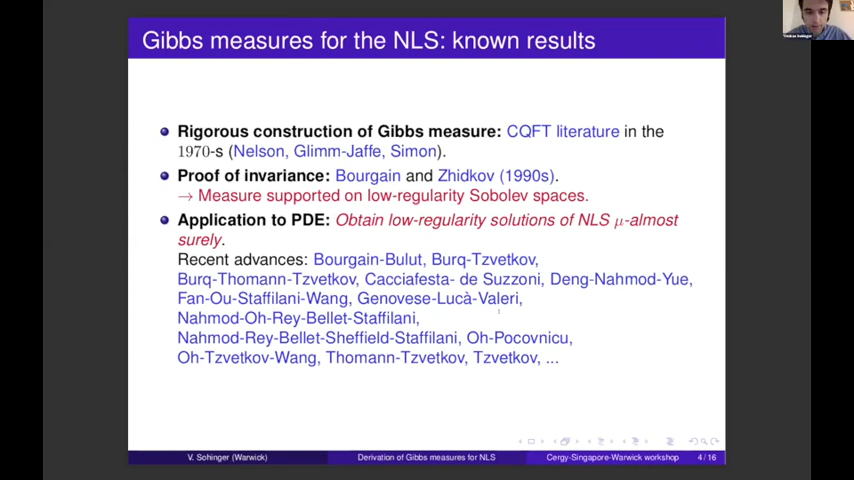 Gibbs measures for the NLS: known results
Rigorous construction of Gibbs measure: CQFT literature in the
1970-s (Nelson, Glimm-Jaffe, Simon).
Proof of invariance: Bourgain and Zhidkov (1990s).
→ Measure supported on low-regularity Sobolev spaces.
Application to PDE: Obtain low-regularity solutions of NLS μ-almost
surely.
Recent advances: Bourgain-Bulut, Burq-Tzvetkov,
Burq-Thomann-Tzvetkov, Cacciafesta- de Suzzoni, Deng-Nahmod-Yue,
Fan-Ou-Staffilani-Wang, Genovese-Lucà-Valeri,
Nahmod-Oh-Rey-Bellet-Staffilani,
Nahmod-Rey-Bellet-Sheffield-Staffilani, Oh-Pocovnicu,
Oh-Tzvetkov-Wang, Thomann-Tzvetkov, Tzvetkov, ...
V. Sohinger (Warwick) Derivation of Gibbs measures for NLS Cergy-Singapore-Warwick workshop 4/16